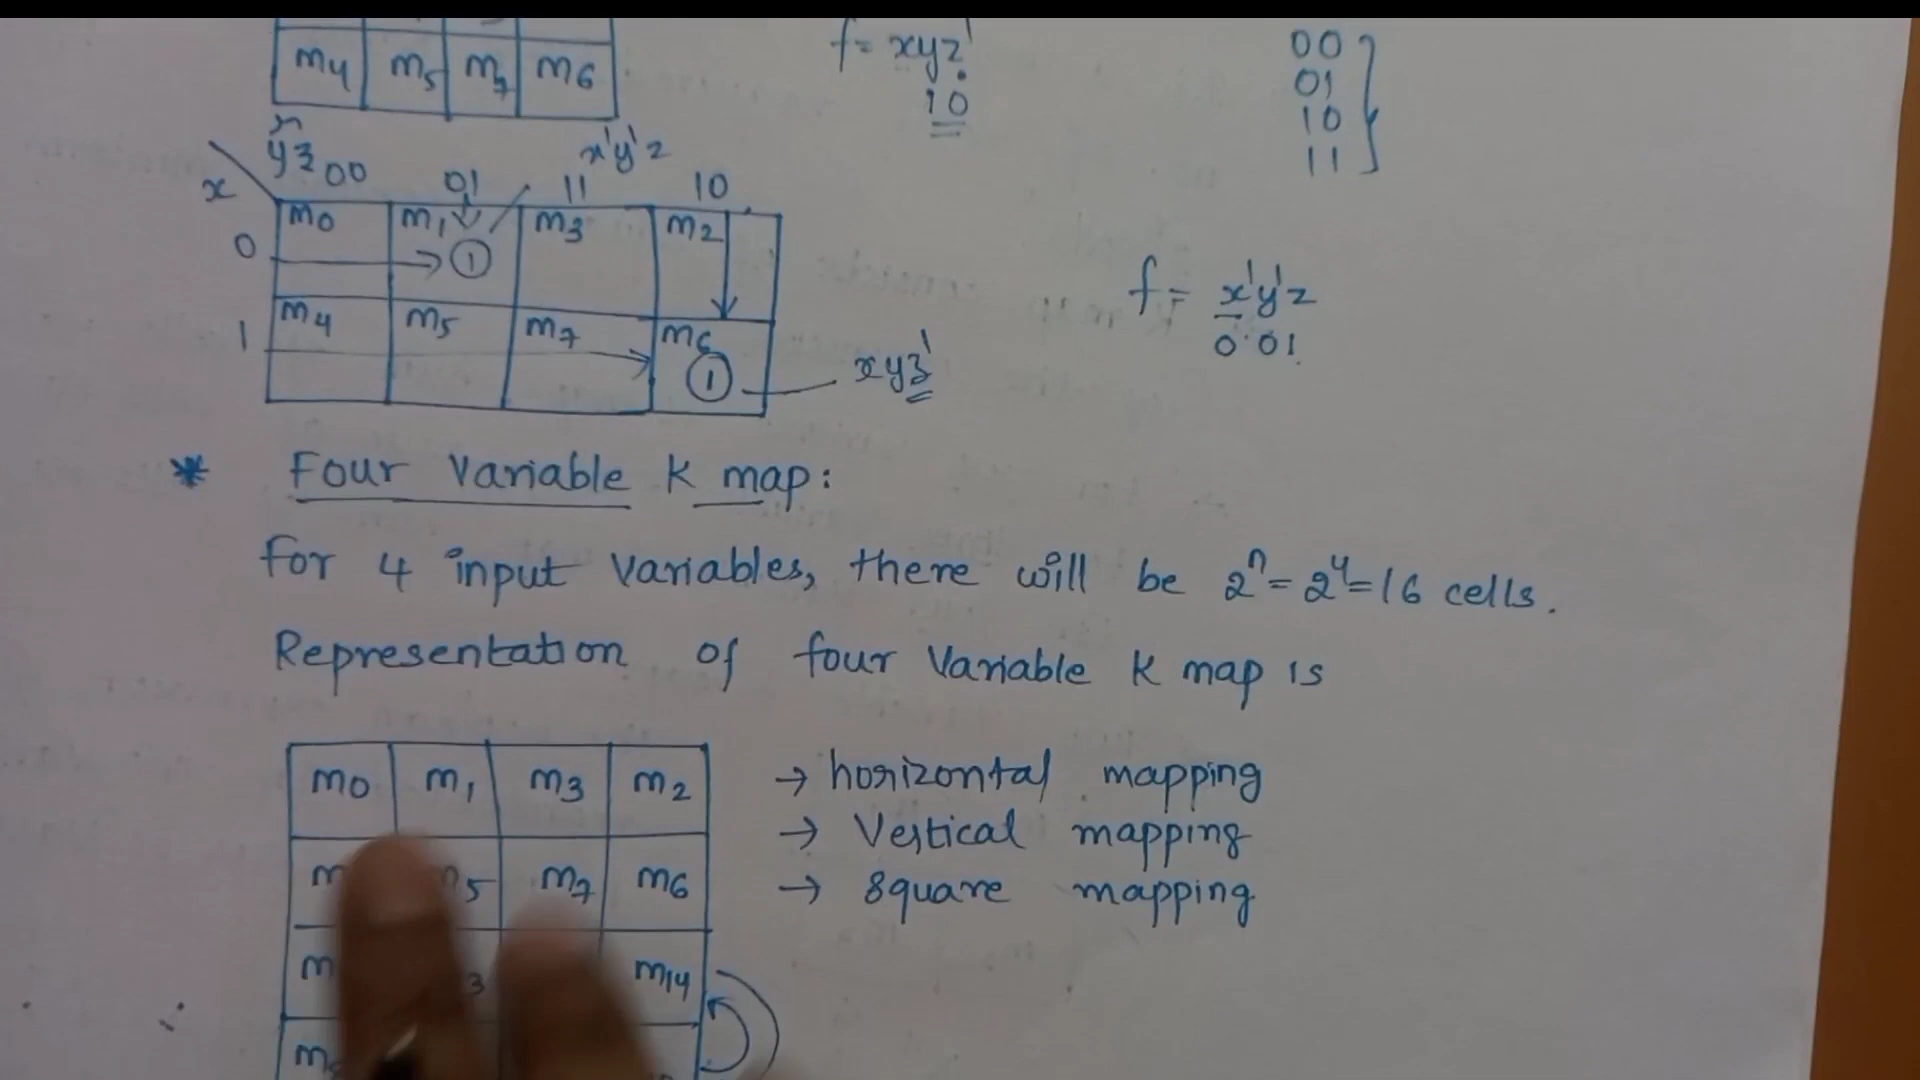 m4 m5 m7 m6
f = xyz'
10
00
01
10
11
x'y'z
yz 00 01 11 10
x
m0 m1 m3 m2
0 1
m4 m5 m7 m6
1 1
xyz'
f = x'y'z
0 0 1
* Four Variable K map:
For 4 input variables, there will be 2^n = 2^4 = 16 cells.
Representation of four variable K map is
m0 m1 m3 m2
m5 m7 m6
m14
→ horizontal mapping
→ Vertical mapping
→ square mapping